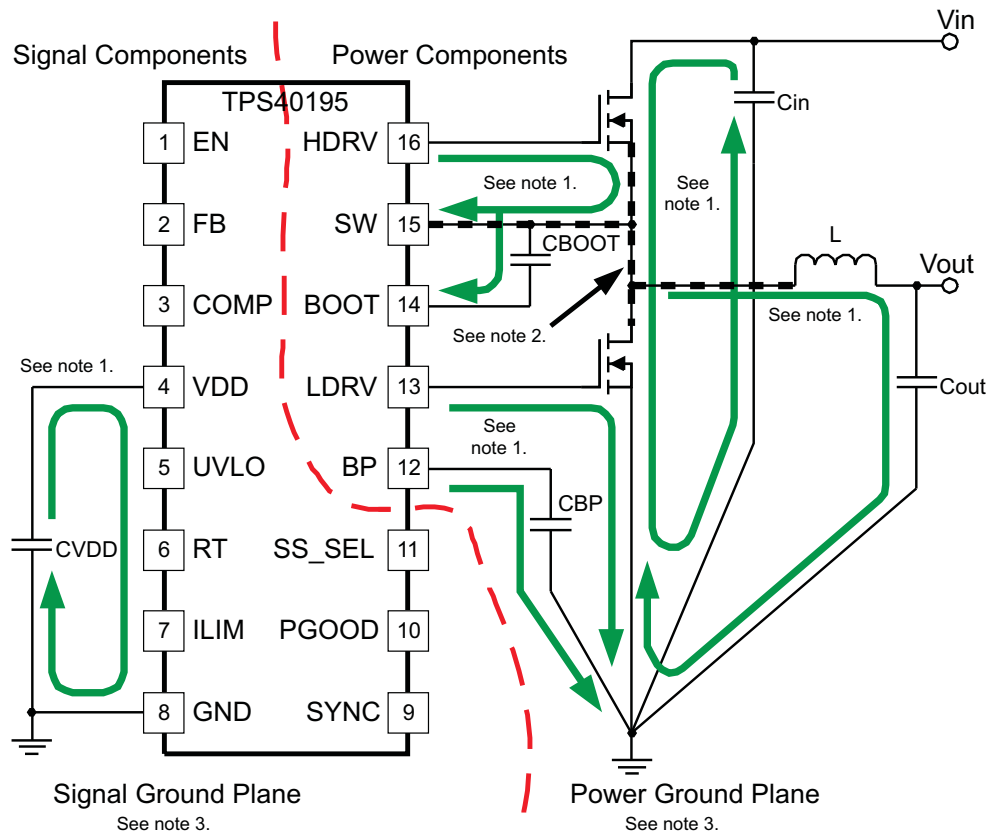 Vin
Signal Components
Power Components
TPS40195
Cin
1 EN
HDRV 16
See note 1.
See
note 1.
2 FB
SW 15
CBOOT
L
Vout
3 COMP
BOOT 14
See note 2.
See note 1.
See note 1.
4 VDD
LDRV 13
Cout
See
note 1.
5 UVLO
BP 12
CBP
CVDD
6 RT
SS_SEL 11
7 ILIM
PGOOD 10
8 GND
SYNC 9
Signal Ground Plane
See note 3.
Power Ground Plane
See note 3.